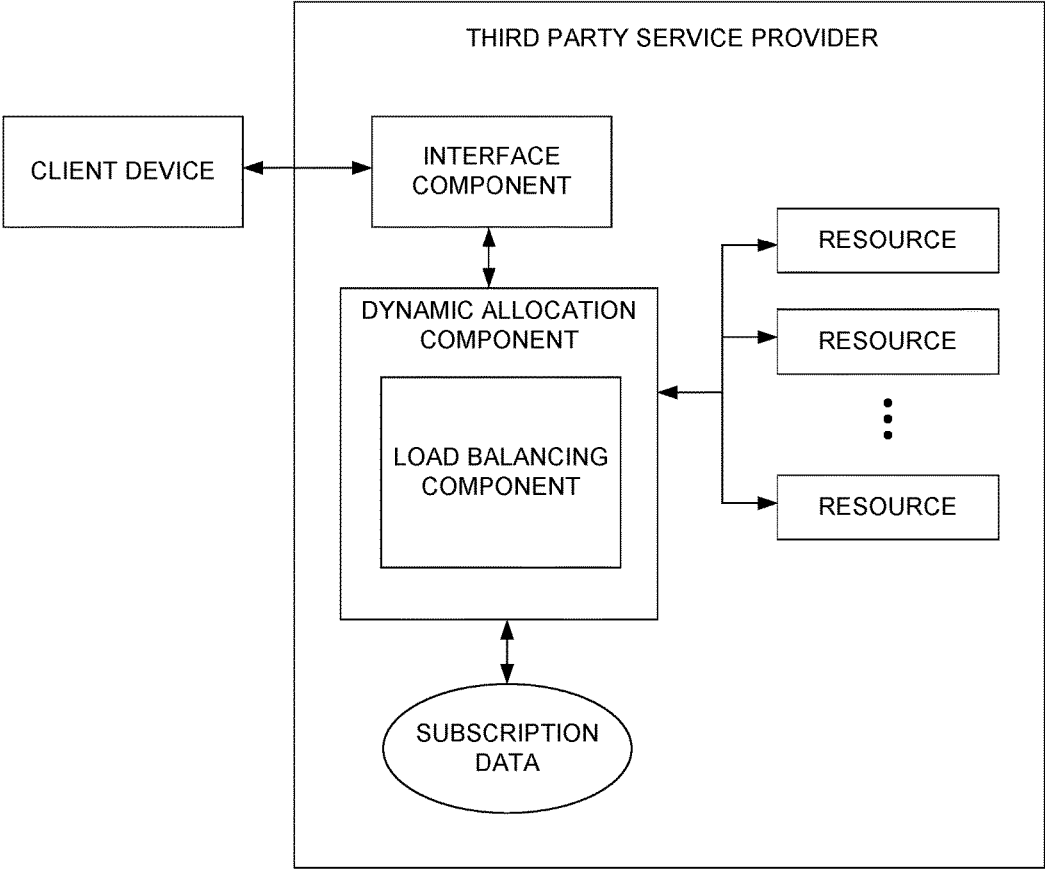 THIRD PARTY SERVICE PROVIDER
CLIENT DEVICE
INTERFACE
COMPONENT
RESOURCE
DYNAMIC ALLOCATION
COMPONENT
RESOURCE
LOAD BALANCING
COMPONENT
RESOURCE
SUBSCRIPTION
DATA